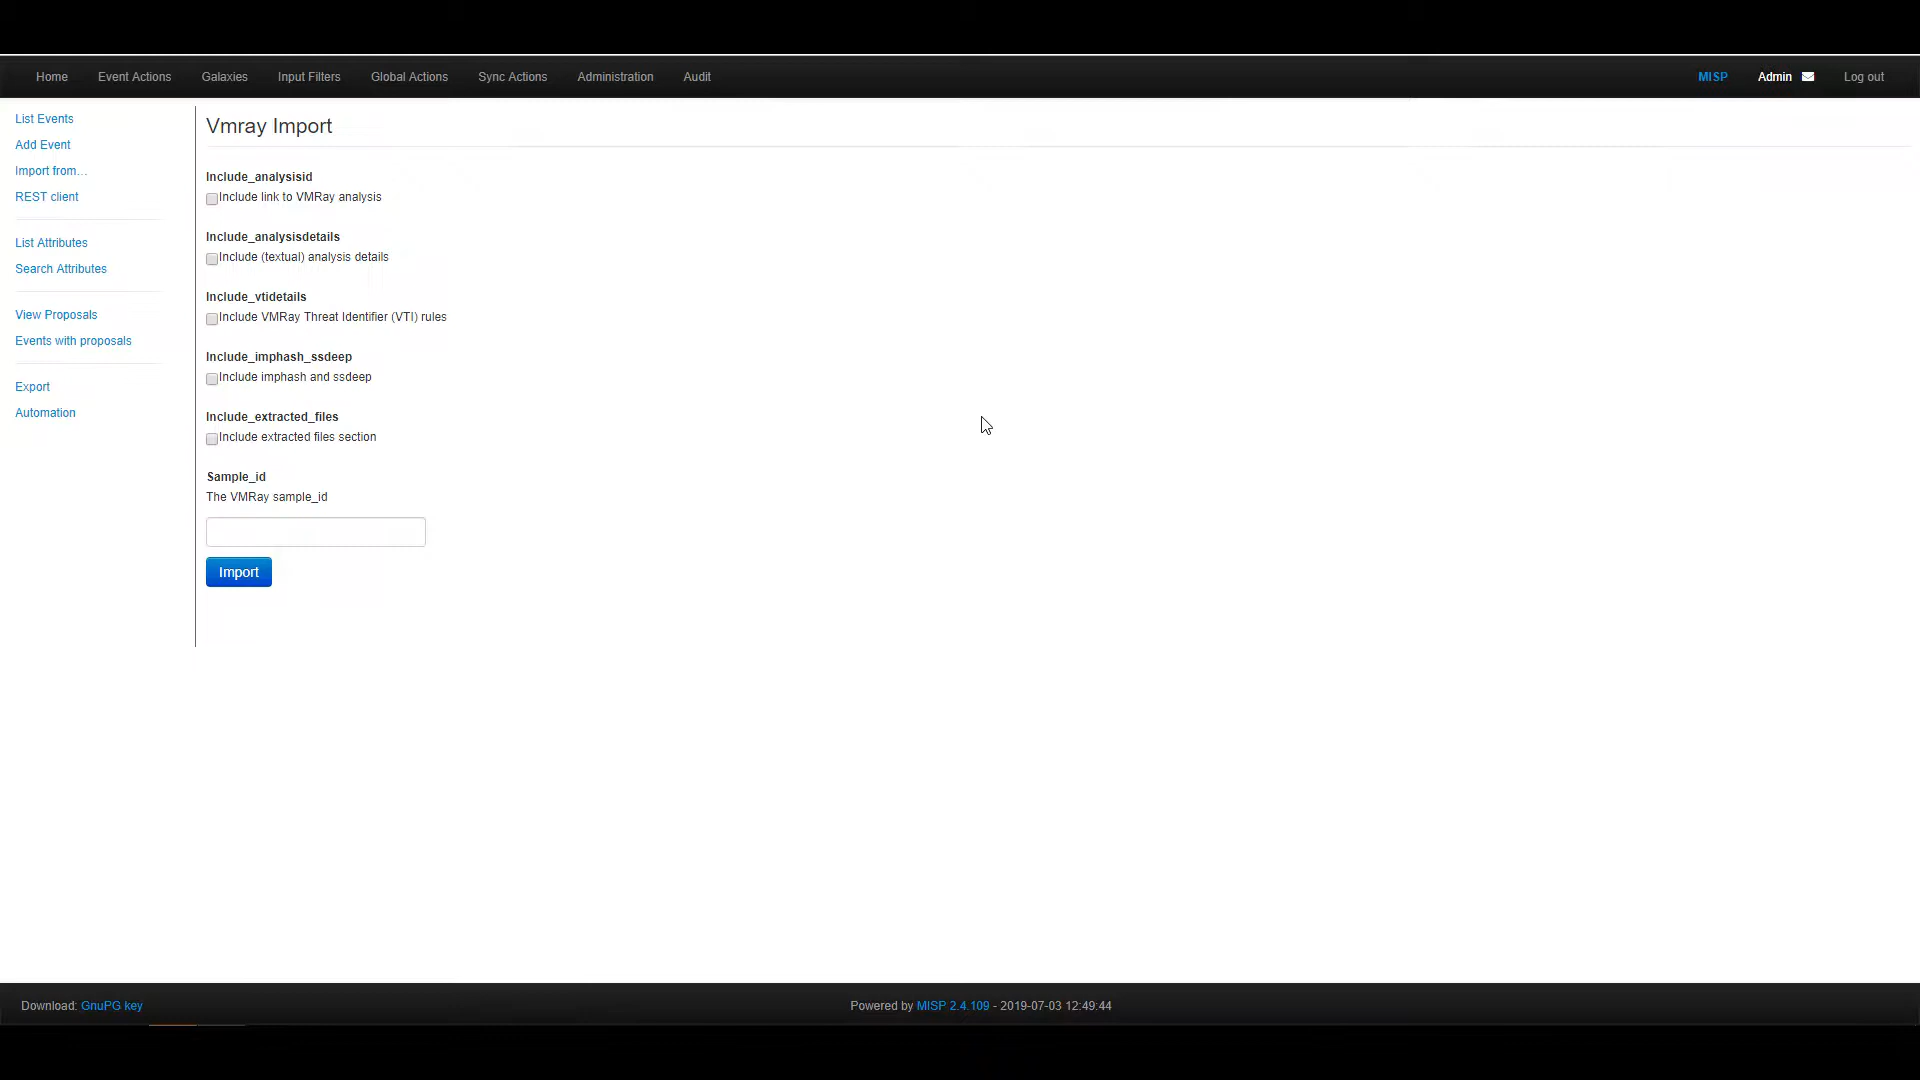 Home Event Actions Galaxies Input Filters Global Actions Sync Actions Administration Audit MISP Admin Log out
List Events
Add Event
Import from...
REST client
List Attributes
Search Attributes
View Proposals
Events with proposals
Export
Automation
Vmray Import
Include_analysisid
Include link to VMRay analysis
Include_analysisdetails
Include (textual) analysis details
Include_vtidetails
Include VMRay Threat Identifier (VTI) rules
Include_imphash_ssdeep
Include imphash and ssdeep
Include_extracted_files
Include extracted files section
Sample_id
The VMRay sample_id
Import
Download: GnuPG key Powered by MISP 2.4.109 - 2019-07-03 12:49:44